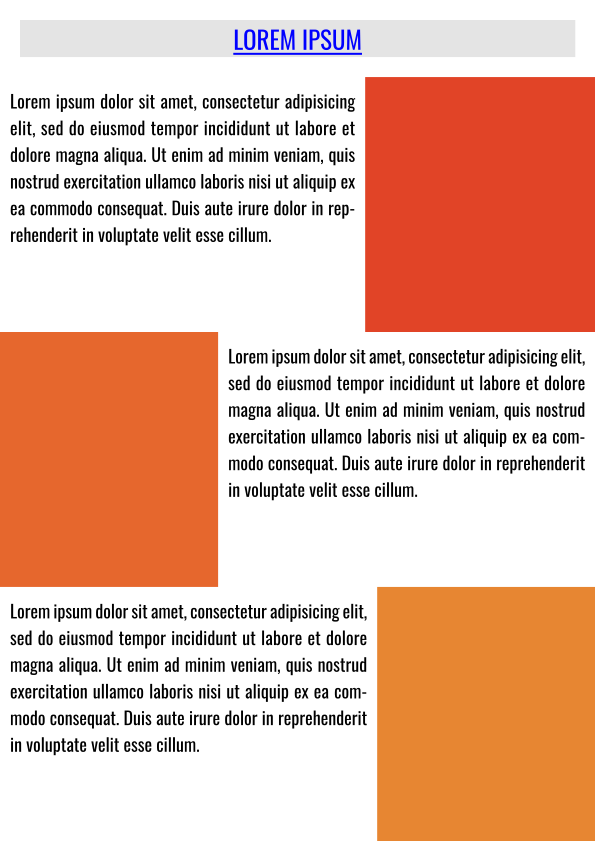 LOREM IPSUM
Lorem ipsum dolor sit amet, consectetur adipisicing
elit, sed do eiusmod tempor incididunt ut labore et
dolore magna aliqua. Ut enim ad minim veniam, quis
nostrud exercitation ullamco laboris nisi ut aliquip ex
ea commodo consequat. Duis aute irure dolor in rep-
rehenderit in voluptate velit esse cillum.
Lorem ipsum dolor sit amet, consectetur adipisicing elit,
sed do eiusmod tempor incididunt ut labore et dolore
magna aliqua. Ut enim ad minim veniam, quis nostrud
exercitation ullamco laboris nisi ut aliquip ex ea com-
modo consequat. Duis aute irure dolor in reprehenderit
in voluptate velit esse cillum.
Lorem ipsum dolor sit amet, consectetur adipisicing elit,
sed do eiusmod tempor incididunt ut labore et dolore
magna aliqua. Ut enim ad minim veniam, quis nostrud
exercitation ullamco laboris nisi ut aliquip ex ea com-
modo consequat. Duis aute irure dolor in reprehenderit
in voluptate velit esse cillum.